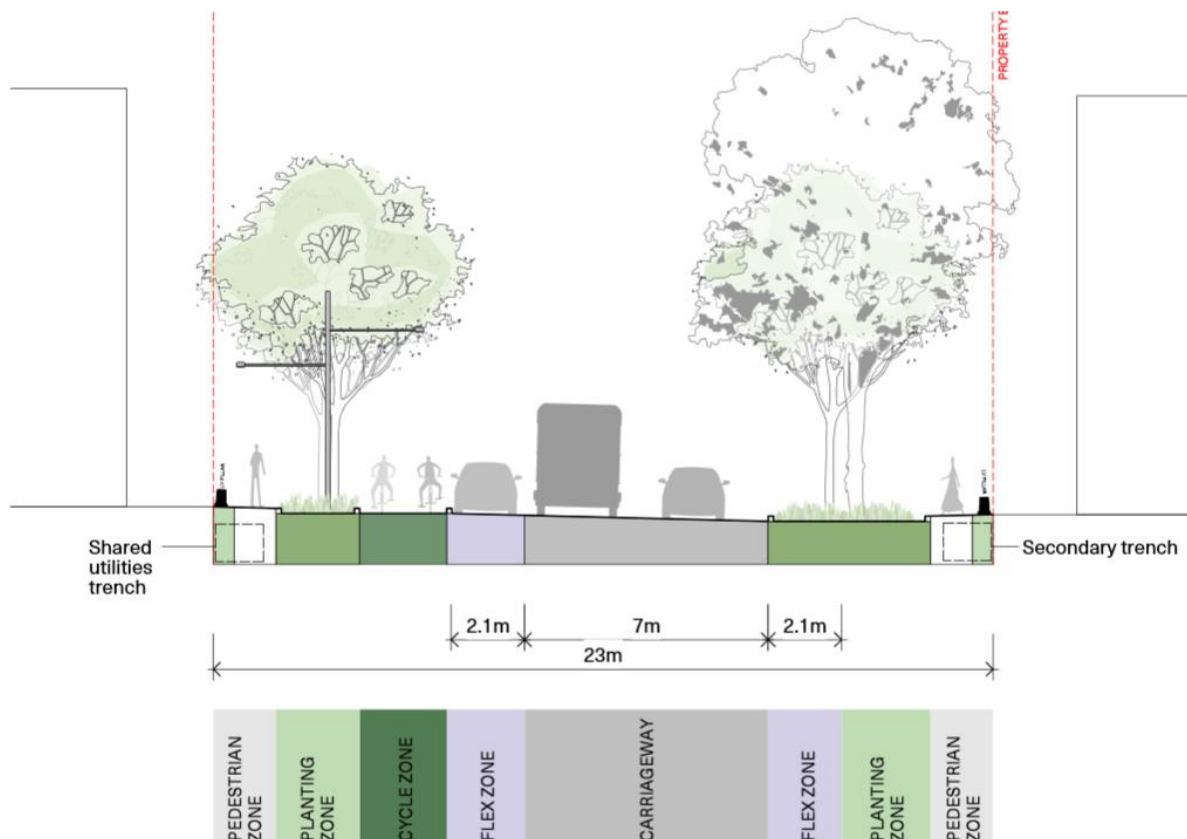 PROPERTY
Shared
utilities
trench
Secondary trench
2.1m
7m
2.1m
23m
PEDESTRIAN
ZONE
PLANTING
ZONE
CYCLE ZONE
FLEX ZONE
CARRIAGEWAY
FLEX ZONE
PLANTING
ZONE
PEDESTRIAN
ZONE